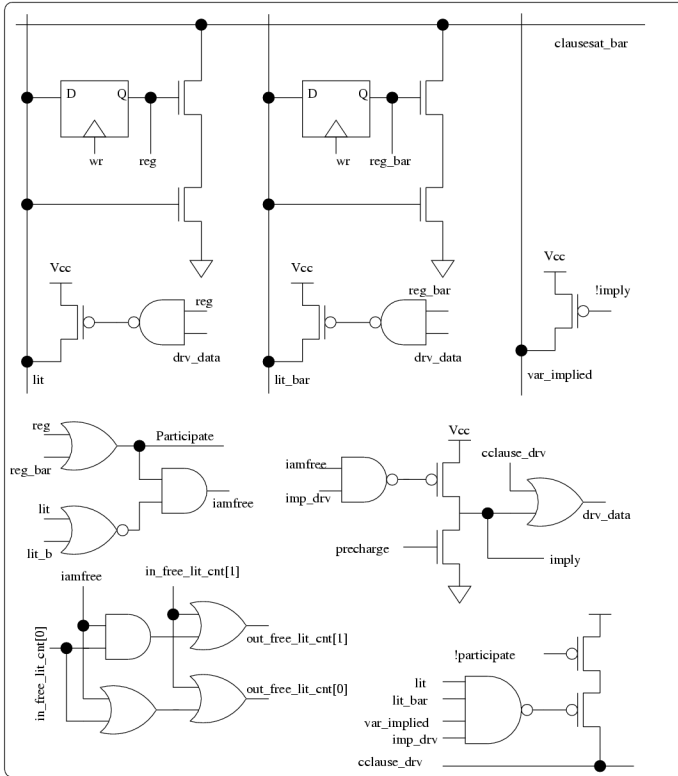 clausesat_bar
D Q D Q
wr reg wr reg_bar
Vcc Vcc Vcc
reg reg_bar !imply
drv_data drv_data
lit lit_bar var_implied
reg Participate Vcc
reg_bar iamfree cclause_drv
iamfree imp_drv drv_data
lit
lit_b precharge imply
iamfree in_free_lit_cnt[1]
in_free_lit_cnt[0] out_free_lit_cnt[1] !participate
out_free_lit_cnt[0] lit
lit_bar
var_implied
imp_drv
cclause_drv